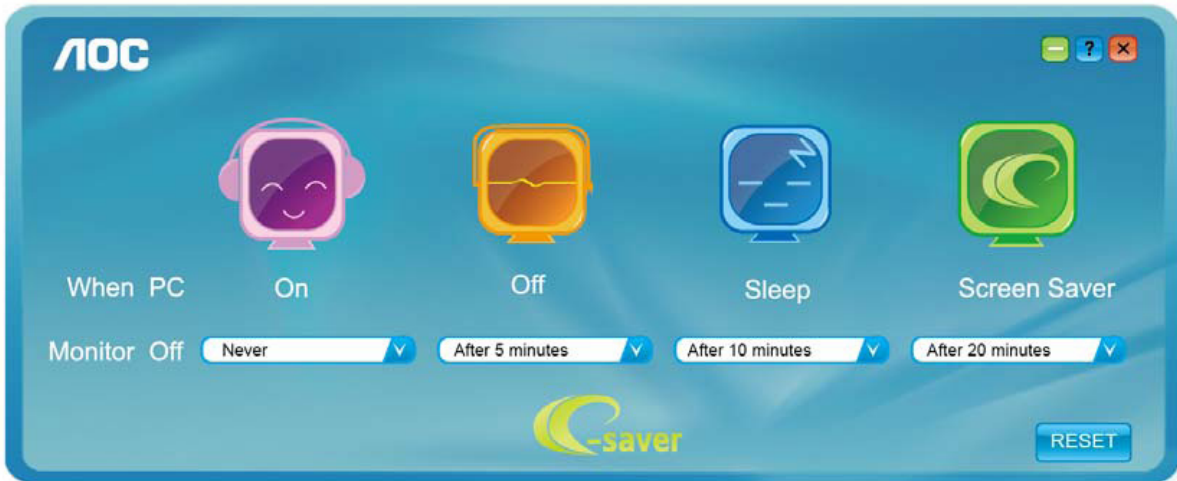 AOC
?
When PC On Off Sleep Screen Saver
Monitor Off Never After 5 minutes After 10 minutes After 20 minutes
e-saver
RESET